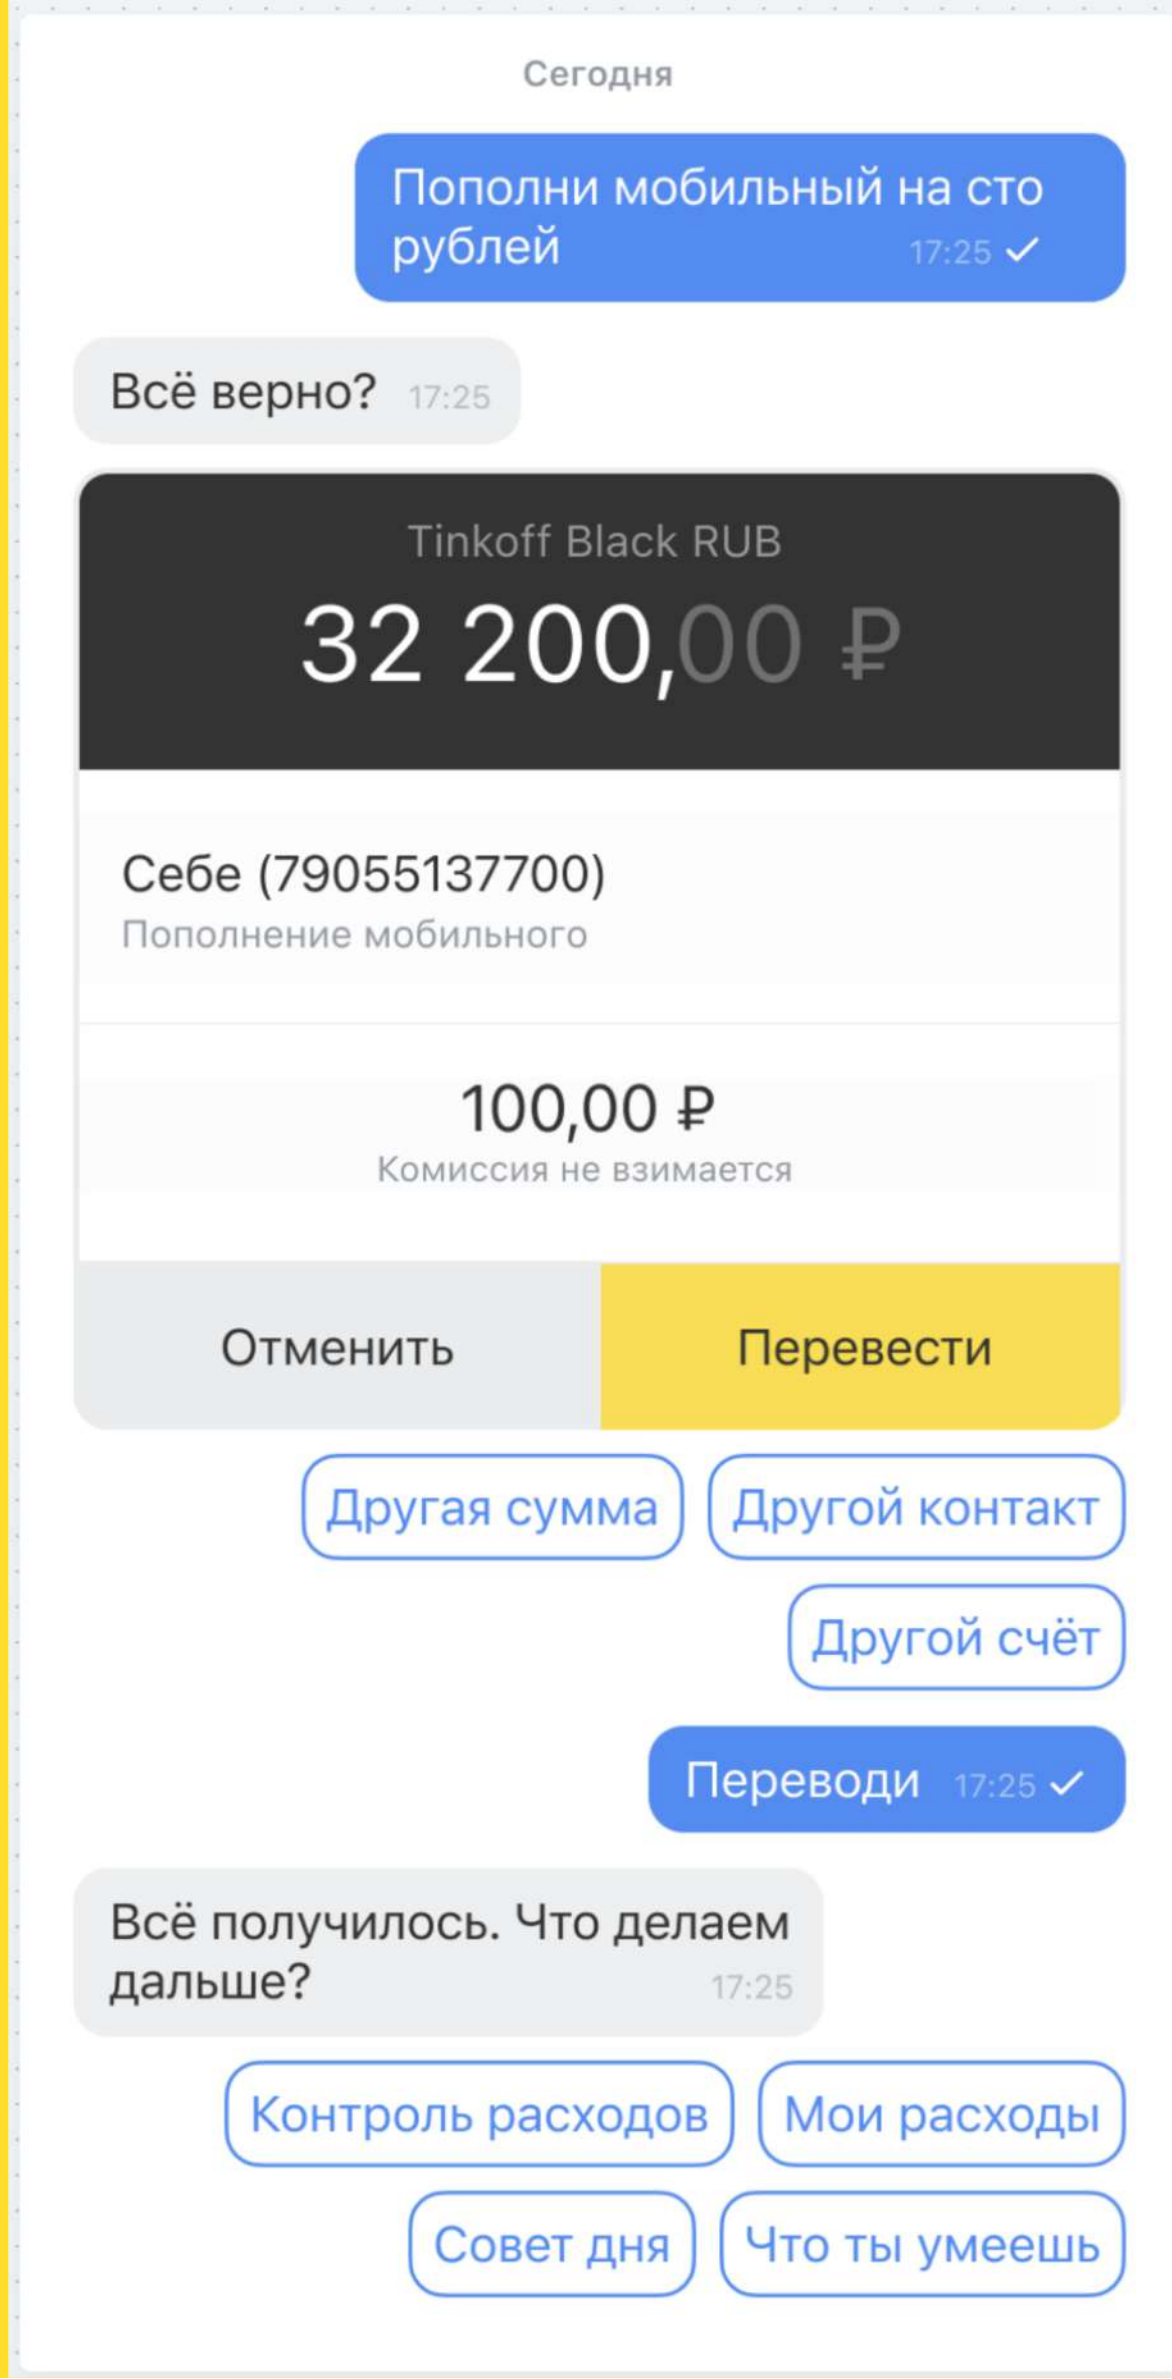 Сегодня
Пополни мобильный на сто
рублей 17:25
Всё верно? 17:25
Tinkoff Black RUB
32 200,00 ₽
Себе (79055137700)
Пополнение мобильного
100,00 ₽
Комиссия не взимается
Отменить Перевести
Другая сумма Другой контакт
Другой счёт
Переводи 17:25
Всё получилось. Что делаем
дальше? 17:25
Контроль расходов Мои расходы
Совет дня Что ты умеешь